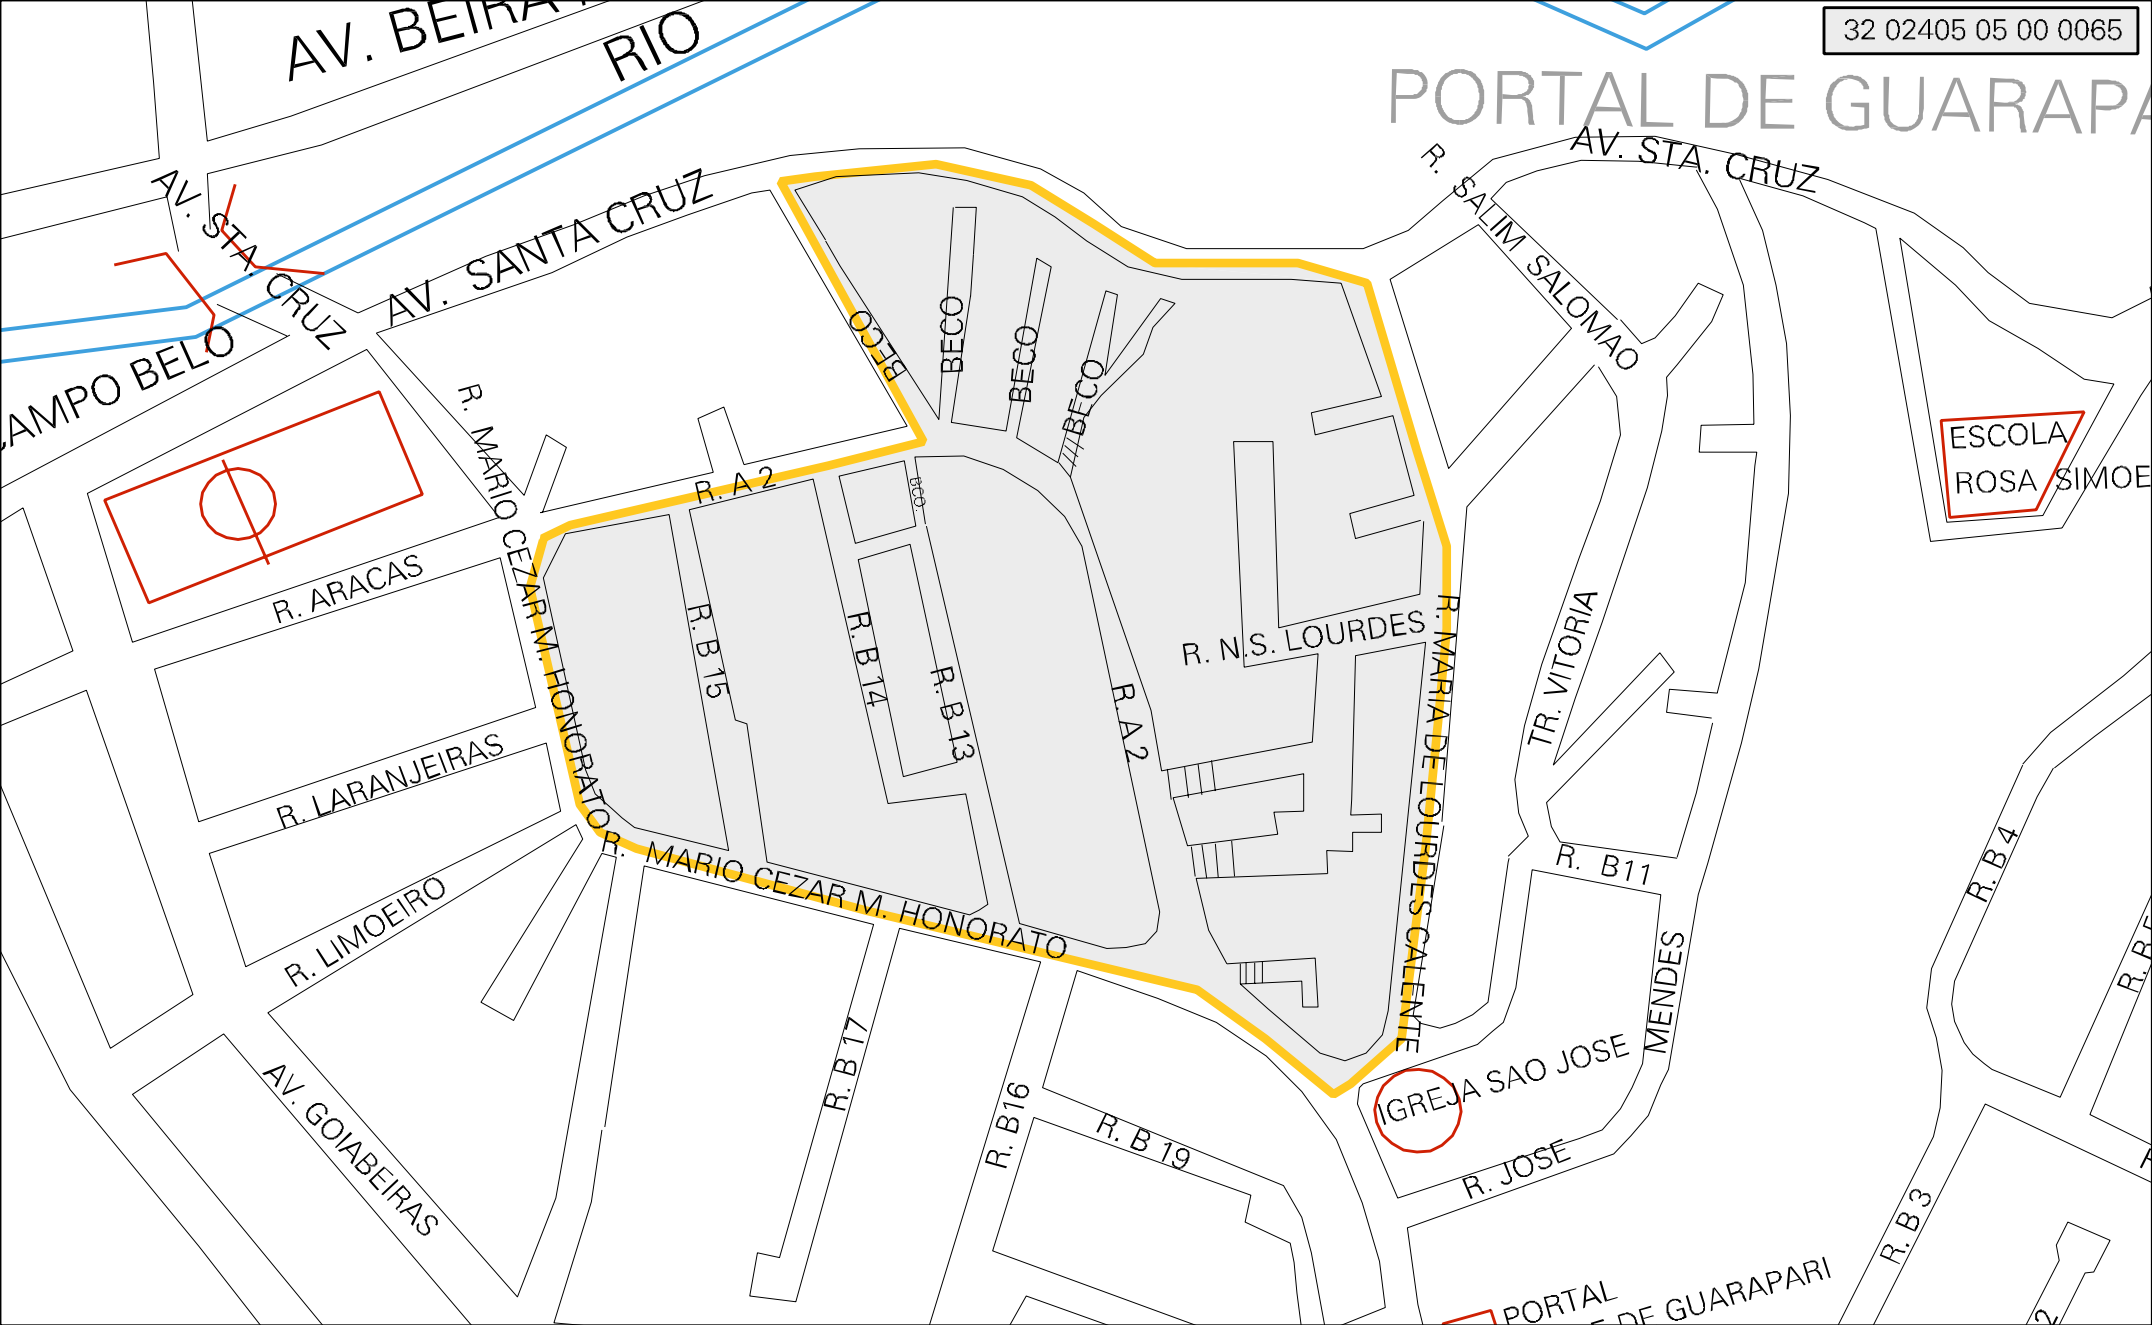 32 02405 05 00 0065
AV. BEIRA
RIO
PORTAL DE GUARAPA
AV. STA. CRUZ
AV. STA. CRUZ
R. SALIM SALOMAO
AV. SANTA CRUZ
CAMPO BELO
BECO
BECO
BECO
BECO
R. MARIO CEZAR M. HONORATO
R. A 2
BCO.
ESCOLA
ROSA SIMOE
R. ARACAS
R. B 15
R. B 14
R. B 13
R. A 2
R. N.S. LOURDES
R. MARIA DE LOURDES CALENTE
TR. VITORIA
R. LARANJEIRAS
R. MARIO CEZAR M. HONORATO
R. B11
R. B 4
R. LIMOEIRO
MENDES
R. B 17
IGREJA SAO JOSE
R. B16
R. B 19
R. JOSE
AV. GOIABEIRAS
R. B 3
PORTAL
DE GUARAPARI
2